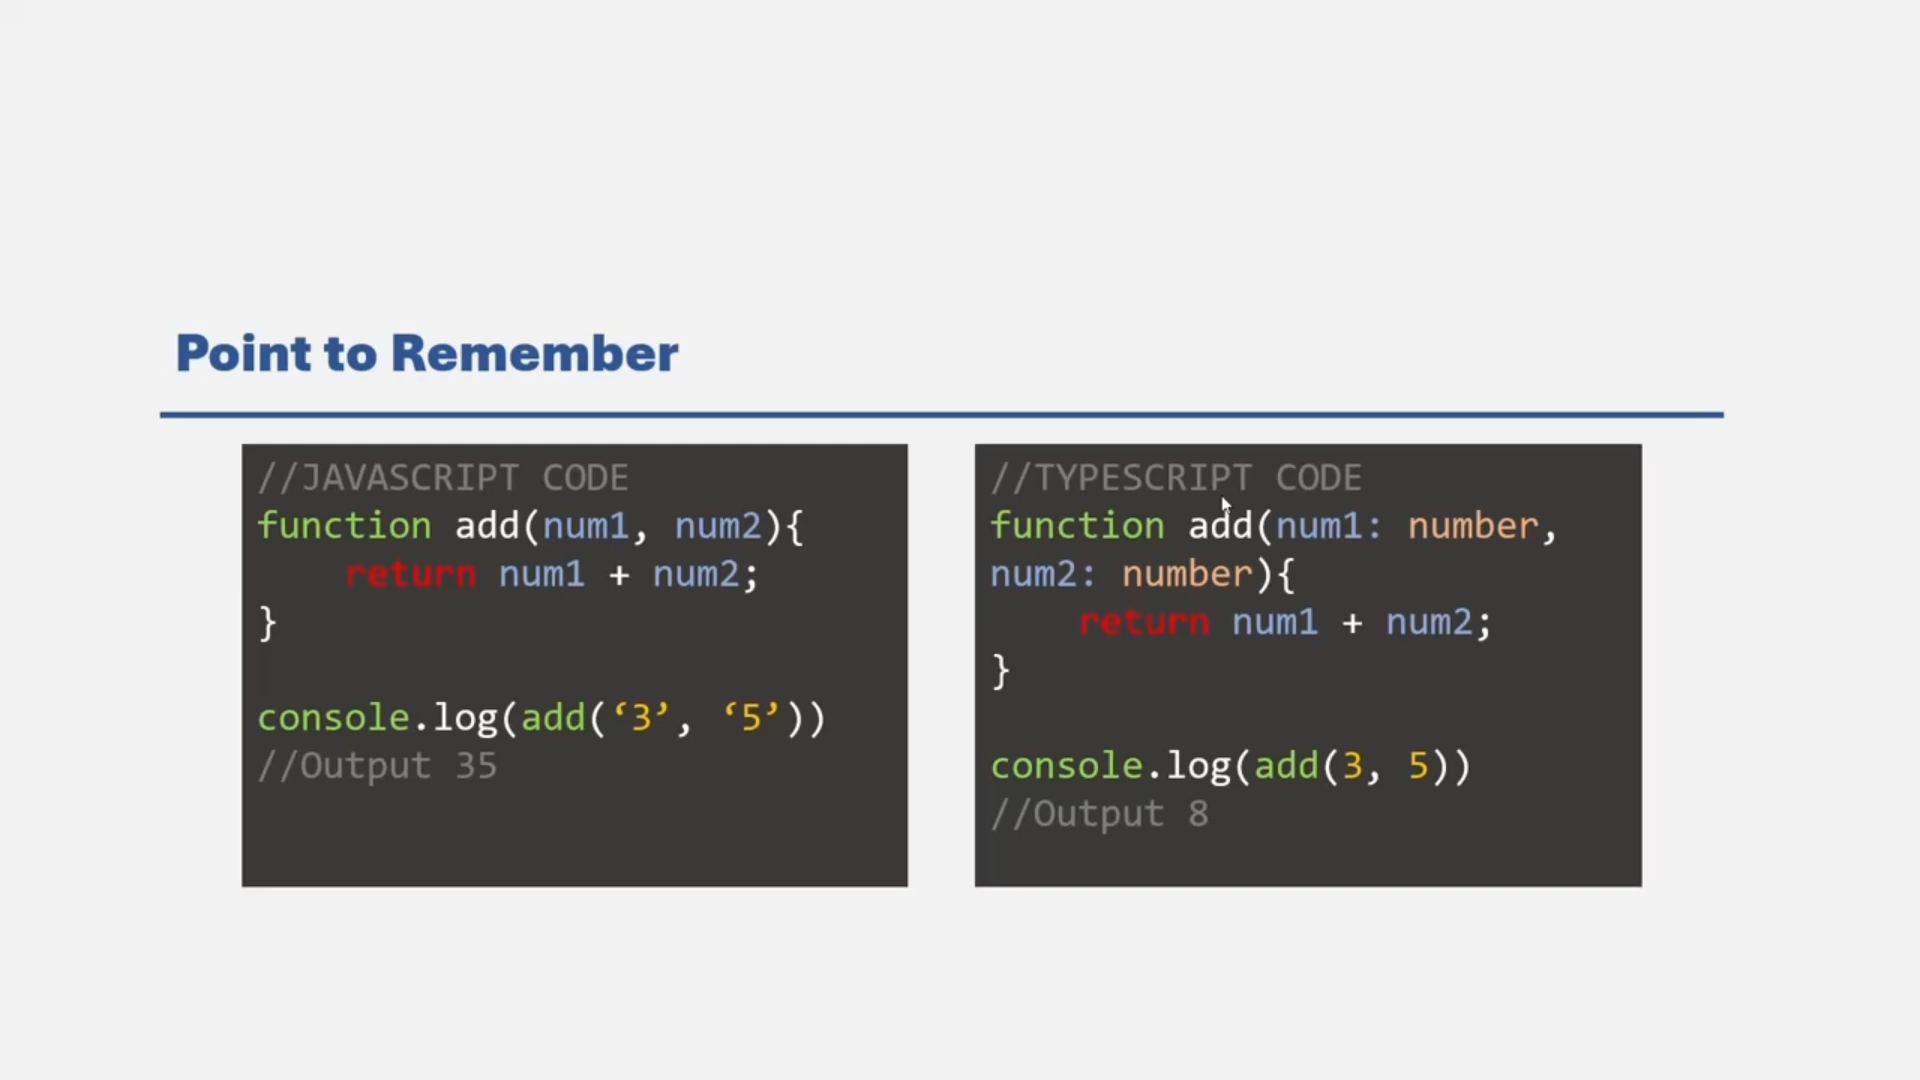 Point to Remember
//JAVASCRIPT CODE
function add(num1, num2){
    return num1 + num2;
}
console.log(add(‘3’, ‘5’))
//Output 35
//TYPESCRIPT CODE
function add(num1: number,
num2: number){
    return num1 + num2;
}
console.log(add(3, 5))
//Output 8